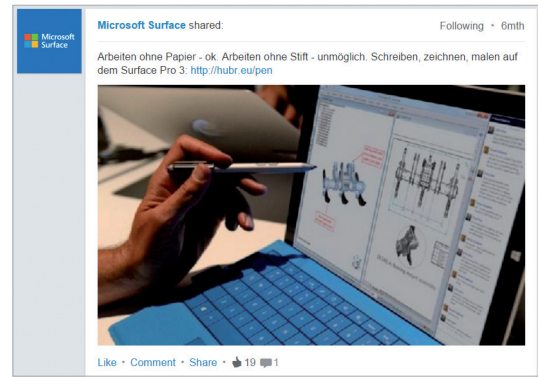 Microsoft
Surface
Microsoft Surface shared:
Following • 6mth
Arbeiten ohne Papier - ok. Arbeiten ohne Stift - unmöglich. Schreiben, zeichnen, malen auf
dem Surface Pro 3: http://hubr.eu/pen
Like • Comment • Share • 19 1